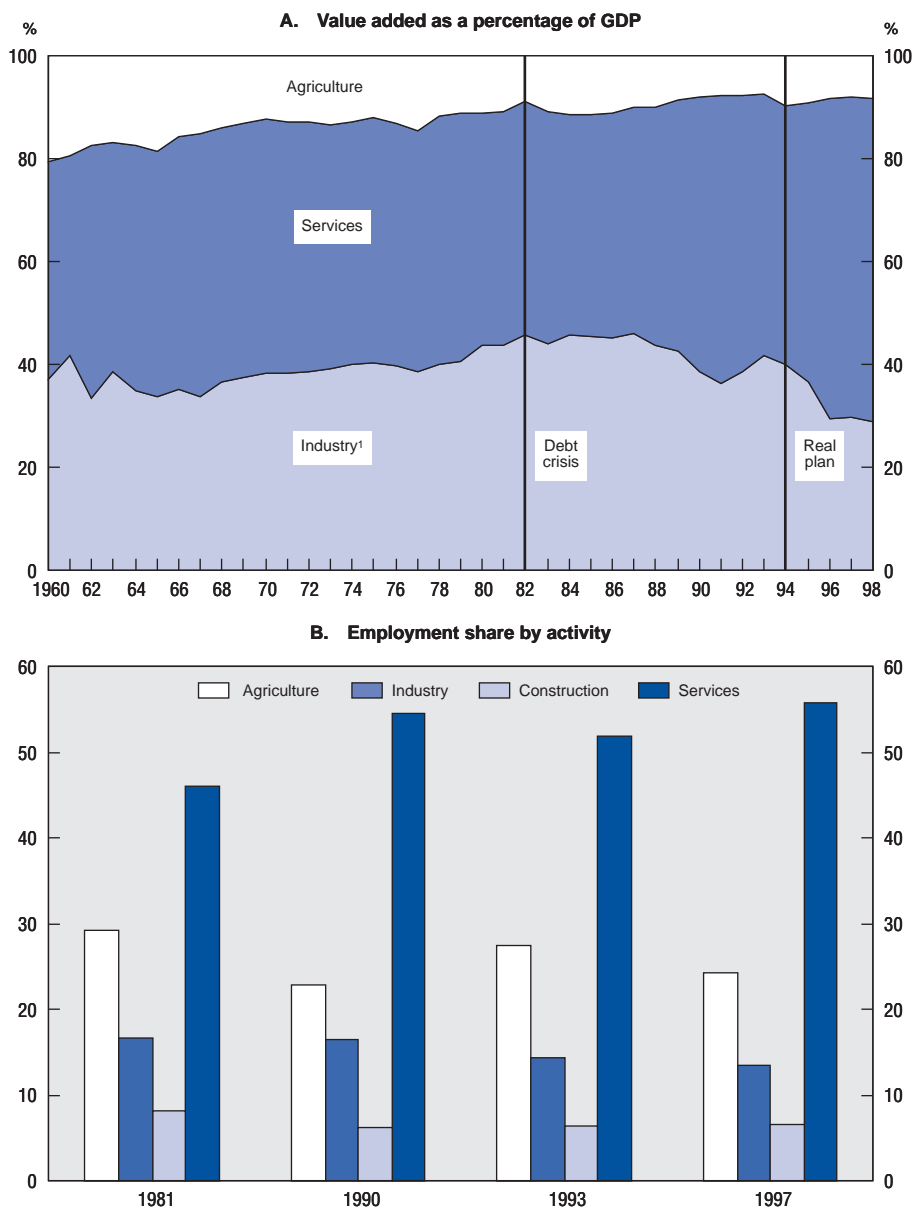 A. Value added as a percentage of GDP
% %
100 100
Agriculture
80 80
Services
60 60
40 40
Industry¹ Debt crisis Real plan
20 20
0 0
1960 62 64 66 68 70 72 74 76 78 80 82 84 86 88 90 92 94 96 98
B. Employment share by activity
60 60
Agriculture Industry Construction Services
50 50
40 40
30 30
20 20
10 10
0 0
1981 1990 1993 1997